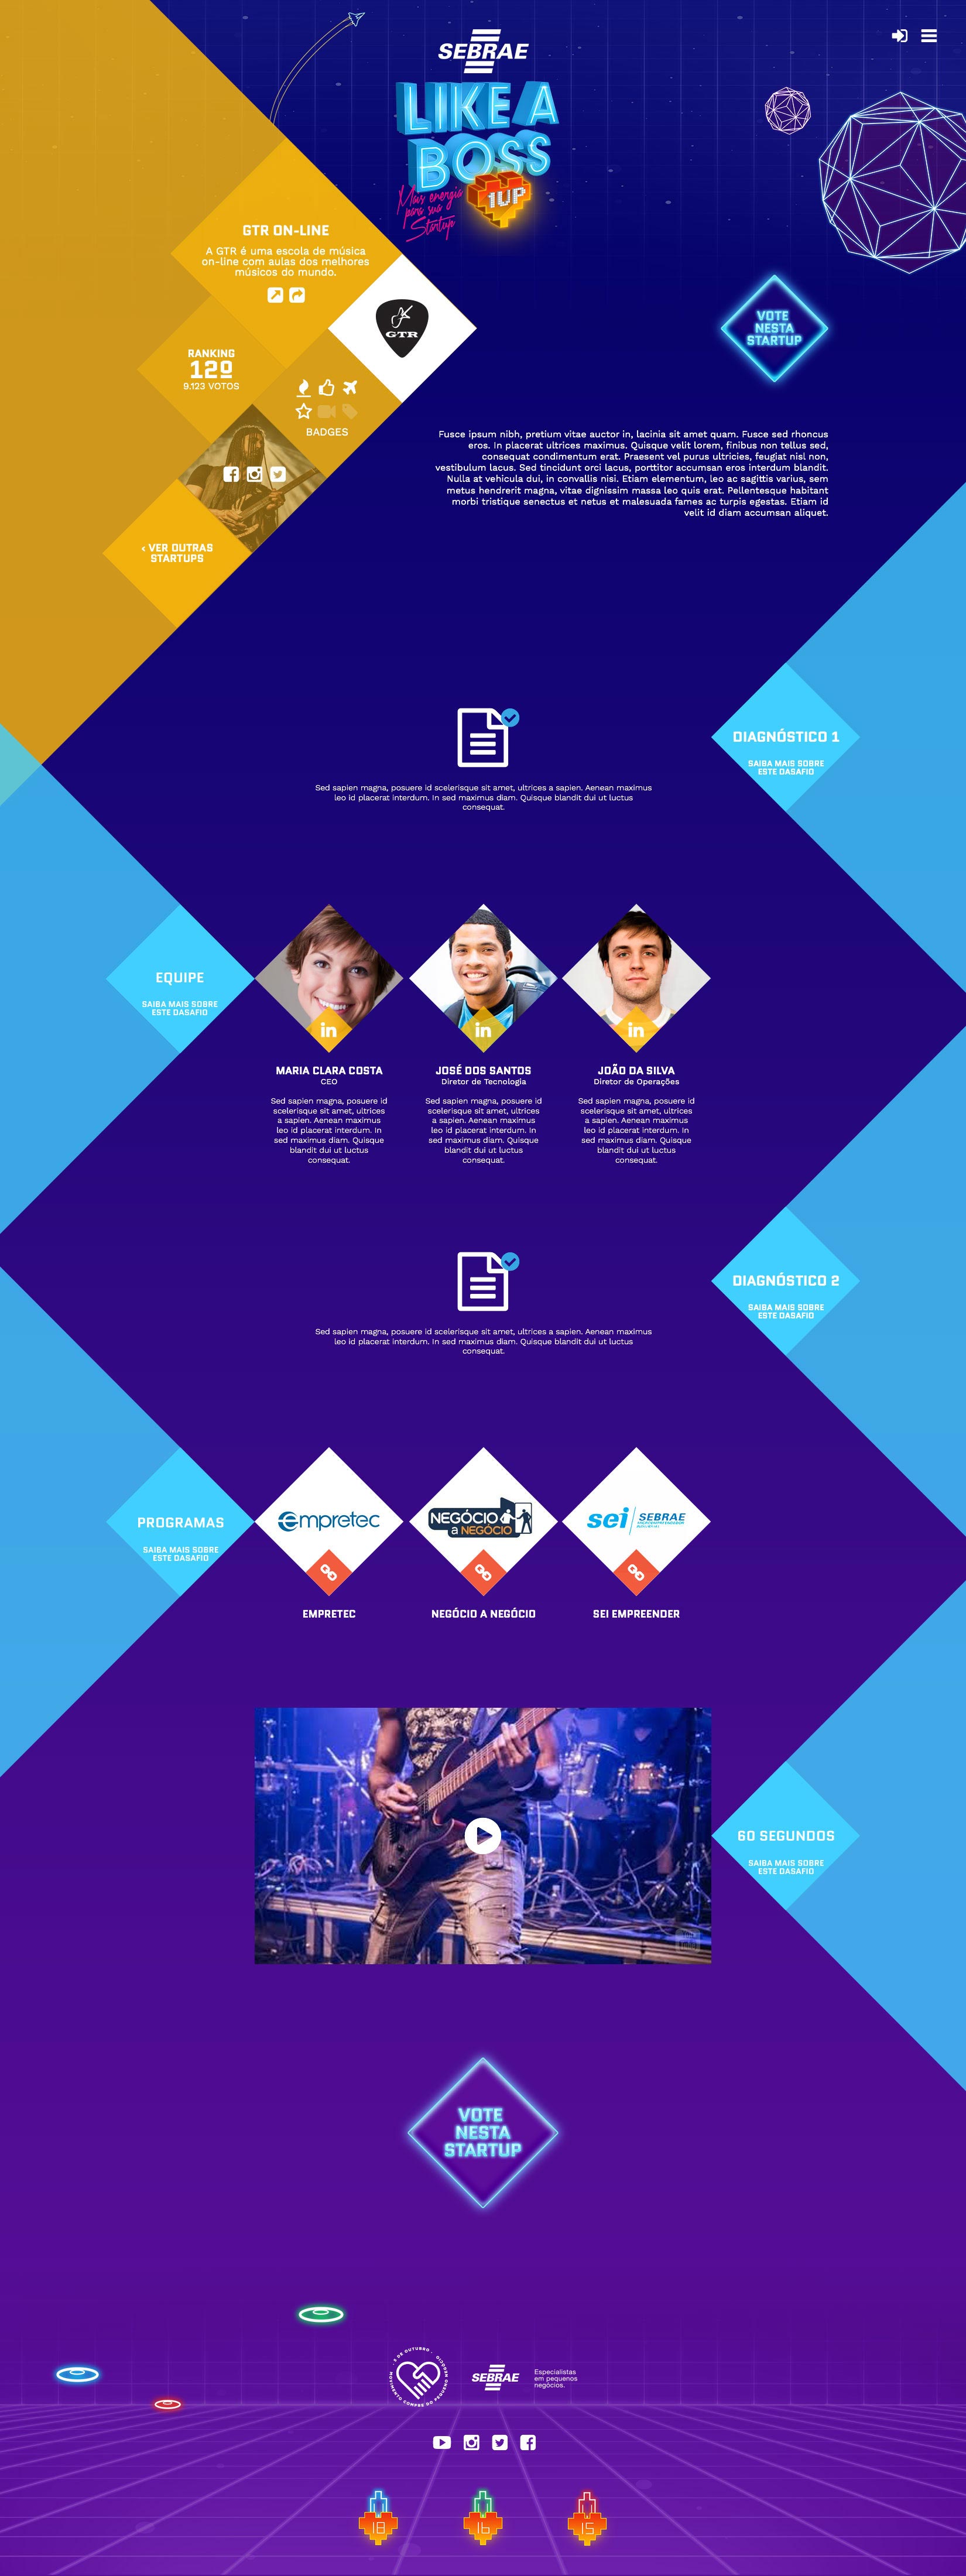 SEBRAE
LIKE A
BOSS
1UP
Mais energia
para sua
Startup
GTR ON-LINE
A GTR é uma escola de música
on-line com aulas dos melhores
músicos do mundo.
GTR
VOTE
NESTA
STARTUP
RANKING
12º
9.123 VOTOS
BADGES
Fusce ipsum nibh, pretium vitae auctor in, lacinia sit amet quam. Fusce sed rhoncus
eros. In placerat ultrices maximus. Quisque velit lorem, finibus non tellus sed,
consequat condimentum erat. Praesent vel purus ultricies, feugiat nisl non,
vestibulum lacus. Sed tincidunt orci lacus, porttitor accumsan eros interdum blandit.
Nulla at vehicula dui, in convallis nisi. Etiam elementum, leo ac sagittis varius, sem
metus hendrerit magna, vitae dignissim massa leo quis erat. Pellentesque habitant
morbi tristique senectus et netus et malesuada fames ac turpis egestas. Etiam id
velit id diam accumsan aliquet.
< VER OUTRAS
STARTUPS
DIAGNÓSTICO 1
SAIBA MAIS SOBRE
ESTE DASAFIO
Sed sapien magna, posuere id scelerisque sit amet, ultrices a sapien. Aenean maximus
leo id placerat interdum. In sed maximus diam. Quisque blandit dui ut luctus
consequat.
EQUIPE
SAIBA MAIS SOBRE
ESTE DASAFIO
in
in
in
MARIA CLARA COSTA
CEO
Sed sapien magna, posuere id
scelerisque sit amet, ultrices
a sapien. Aenean maximus
leo id placerat interdum. In
sed maximus diam. Quisque
blandit dui ut luctus
consequat.
JOSÉ DOS SANTOS
Diretor de Tecnologia
Sed sapien magna, posuere id
scelerisque sit amet, ultrices
a sapien. Aenean maximus
leo id placerat interdum. In
sed maximus diam. Quisque
blandit dui ut luctus
consequat.
JOÃO DA SILVA
Diretor de Operações
Sed sapien magna, posuere id
scelerisque sit amet, ultrices
a sapien. Aenean maximus
leo id placerat interdum. In
sed maximus diam. Quisque
blandit dui ut luctus
consequat.
DIAGNÓSTICO 2
SAIBA MAIS SOBRE
ESTE DASAFIO
Sed sapien magna, posuere id scelerisque sit amet, ultrices a sapien. Aenean maximus
leo id placerat interdum. In sed maximus diam. Quisque blandit dui ut luctus
consequat.
PROGRAMAS
SAIBA MAIS SOBRE
ESTE DASAFIO
empretec
NEGÓCIO
a NEGÓCIO
sei SEBRAE
EMPRETEC
NEGÓCIO A NEGÓCIO
SEI EMPREENDER
60 SEGUNDOS
SAIBA MAIS SOBRE
ESTE DASAFIO
VOTE
NESTA
STARTUP
5 DE OUTUBRO
MOVIMENTO COMPRE DO PEQUENO NEGÓCIO
SEBRAE
Especialistas
em pequenos
negócios.
18
16
15